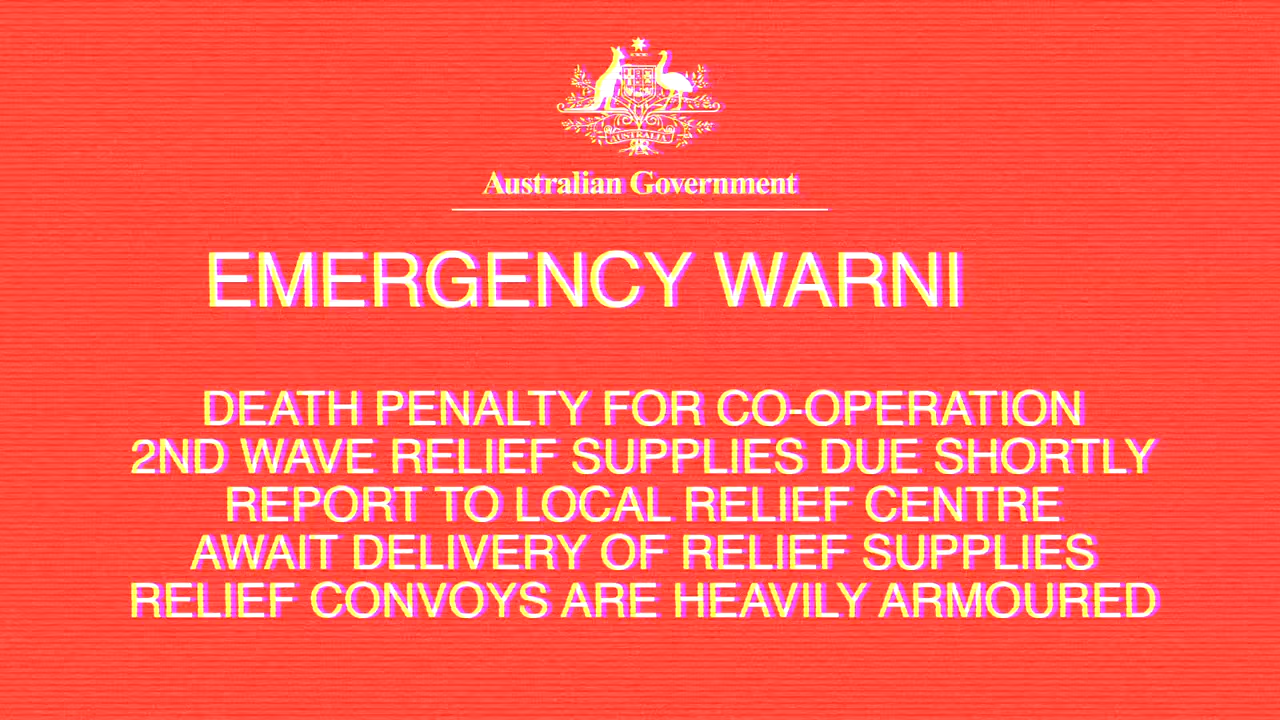 AUSTRALIA
Australian Government
EMERGENCY WARNI
DEATH PENALTY FOR CO-OPERATION
2ND WAVE RELIEF SUPPLIES DUE SHORTLY
REPORT TO LOCAL RELIEF CENTRE
AWAIT DELIVERY OF RELIEF SUPPLIES
RELIEF CONVOYS ARE HEAVILY ARMOURED